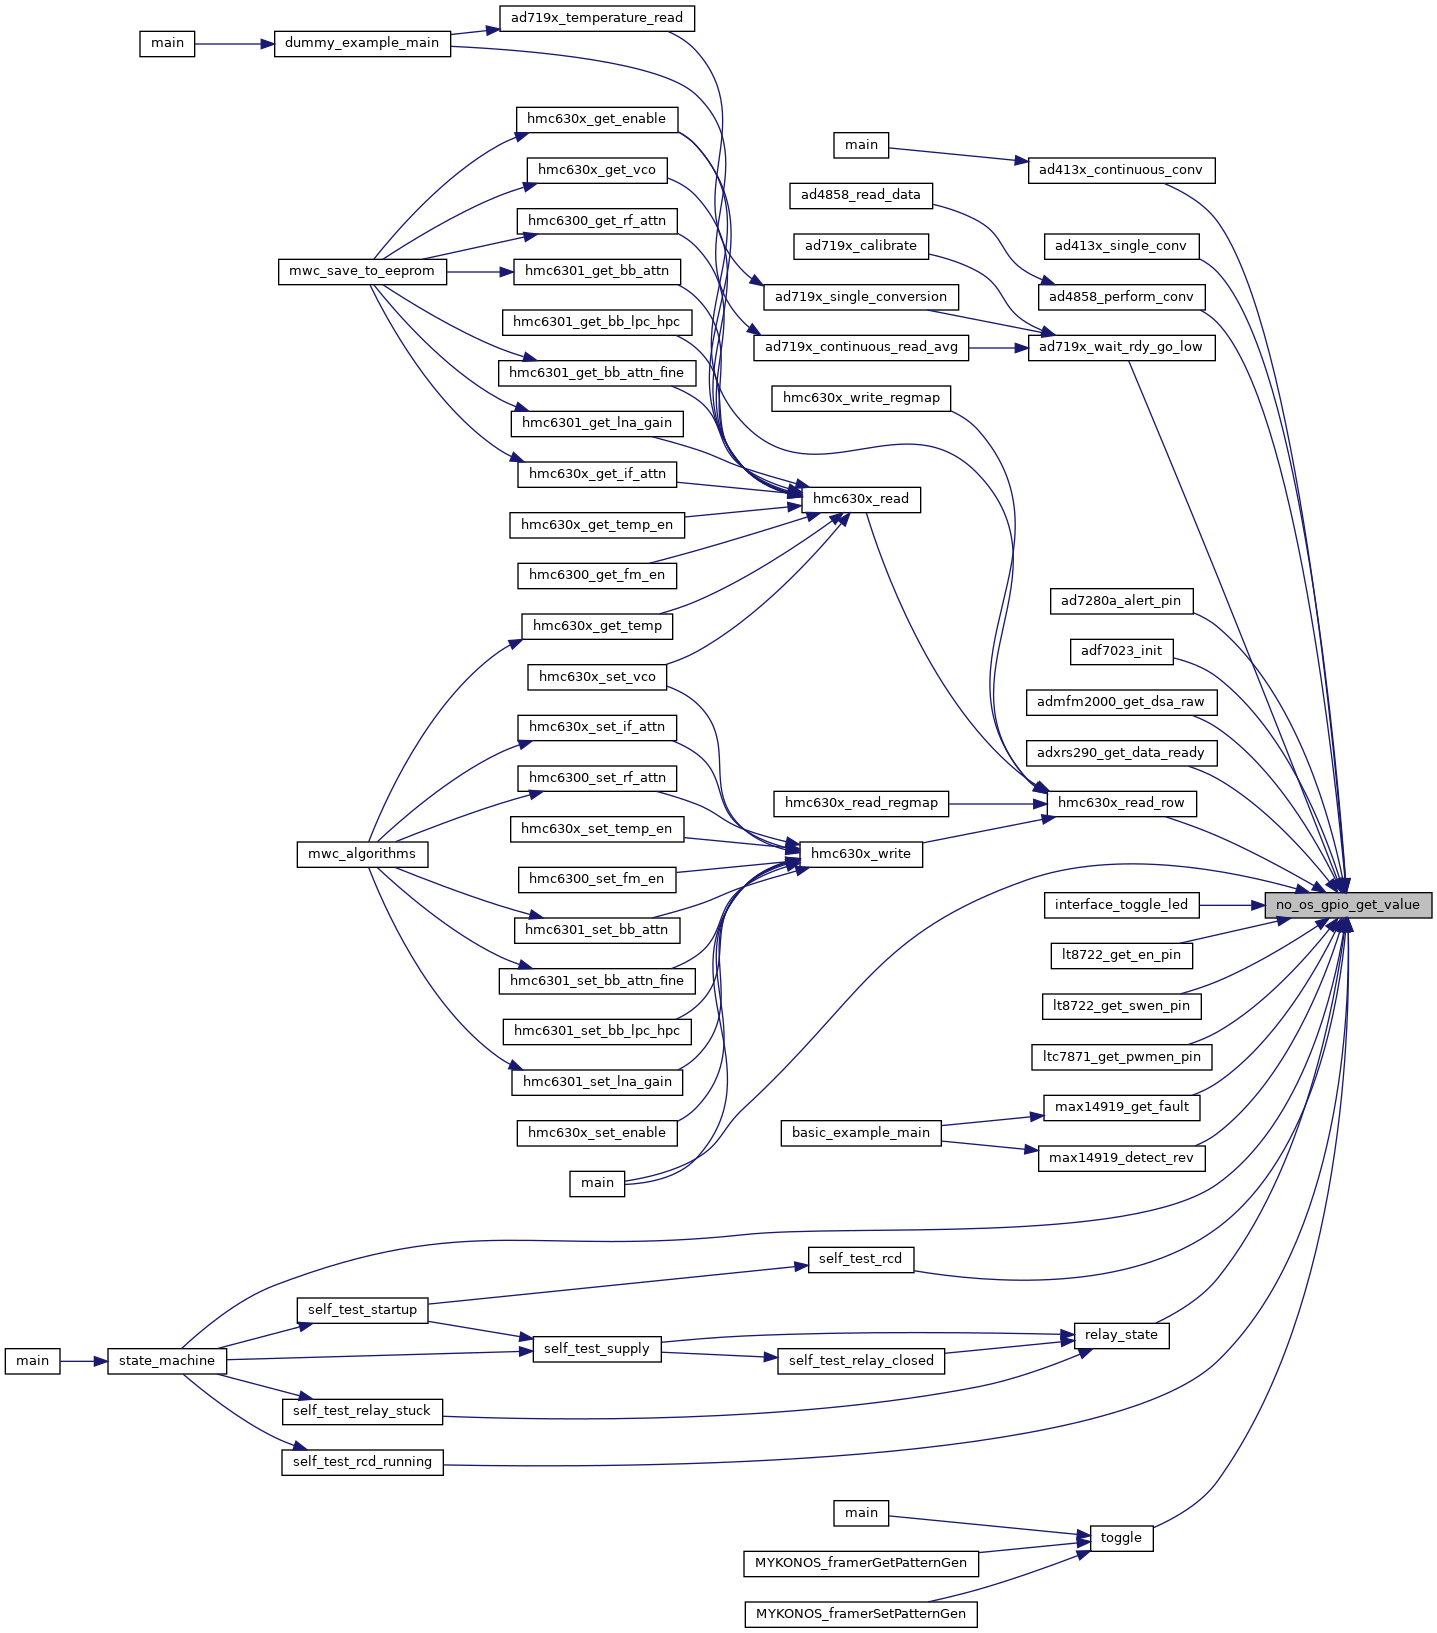 ad719x_temperature_read
main
dummy_example_main
hmc630x_get_enable
main
hmc630x_get_vco
ad413x_continuous_conv
ad4858_read_data
hmc6300_get_rf_attn
ad719x_calibrate
ad413x_single_conv
mwc_save_to_eeprom
hmc6301_get_bb_attn
ad719x_single_conversion
ad4858_perform_conv
hmc6301_get_bb_lpc_hpc
ad719x_continuous_read_avg
ad719x_wait_rdy_go_low
hmc6301_get_bb_attn_fine
hmc630x_write_regmap
hmc6301_get_lna_gain
hmc630x_get_if_attn
hmc630x_read
hmc630x_get_temp_en
hmc6300_get_fm_en
ad7280a_alert_pin
hmc630x_get_temp
adf7023_init
hmc630x_set_vco
admfm2000_get_dsa_raw
hmc630x_set_if_attn
adxrs290_get_data_ready
hmc6300_set_rf_attn
hmc630x_read_regmap
hmc630x_read_row
hmc630x_set_temp_en
mwc_algorithms
hmc630x_write
hmc6300_set_fm_en
interface_toggle_led
no_os_gpio_get_value
hmc6301_set_bb_attn
lt8722_get_en_pin
hmc6301_set_bb_attn_fine
lt8722_get_swen_pin
hmc6301_set_bb_lpc_hpc
ltc7871_get_pwmen_pin
hmc6301_set_lna_gain
max14919_get_fault
hmc630x_set_enable
basic_example_main
max14919_detect_rev
main
self_test_rcd
self_test_startup
relay_state
self_test_supply
main
state_machine
self_test_relay_closed
self_test_relay_stuck
self_test_rcd_running
main
toggle
MYKONOS_framerGetPatternGen
MYKONOS_framerSetPatternGen